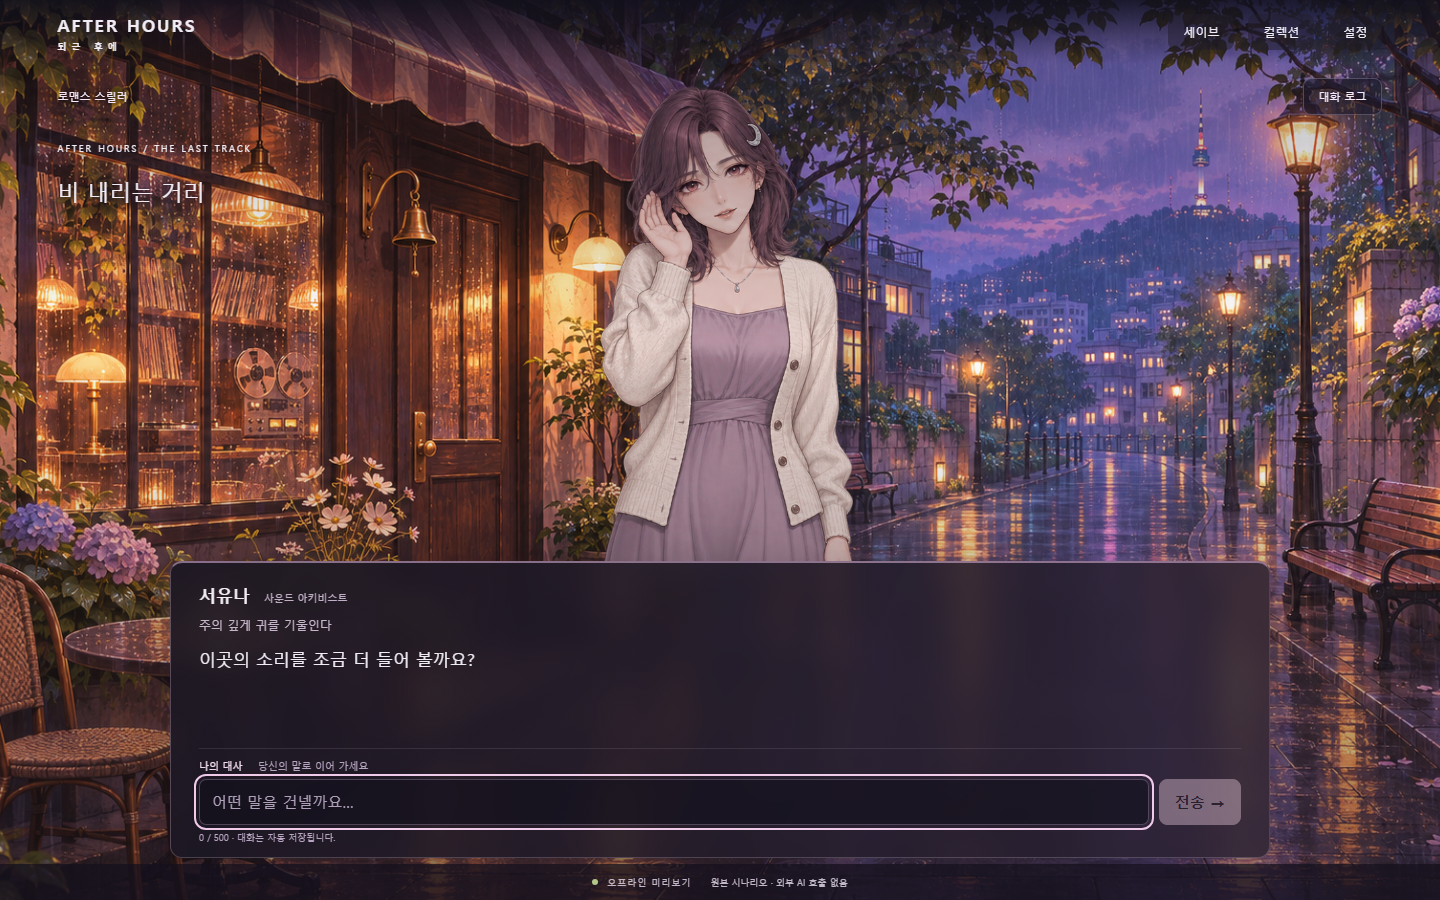 AFTER HOURS
퇴근 후에
세이브 컬렉션 설정
로맨스 스릴러
대화 로그
AFTER HOURS / THE LAST TRACK
비 내리는 거리
서유나 사운드 아키비스트
주의 깊게 귀를 기울인다
이곳의 소리를 조금 더 들어 볼까요?
나의 대사 당신의 말로 이어 가세요
어떤 말을 건넬까요...
전송 →
0 / 500 · 대화는 자동 저장됩니다.
오프라인 미리보기 원본 시나리오 · 외부 AI 호출 없음